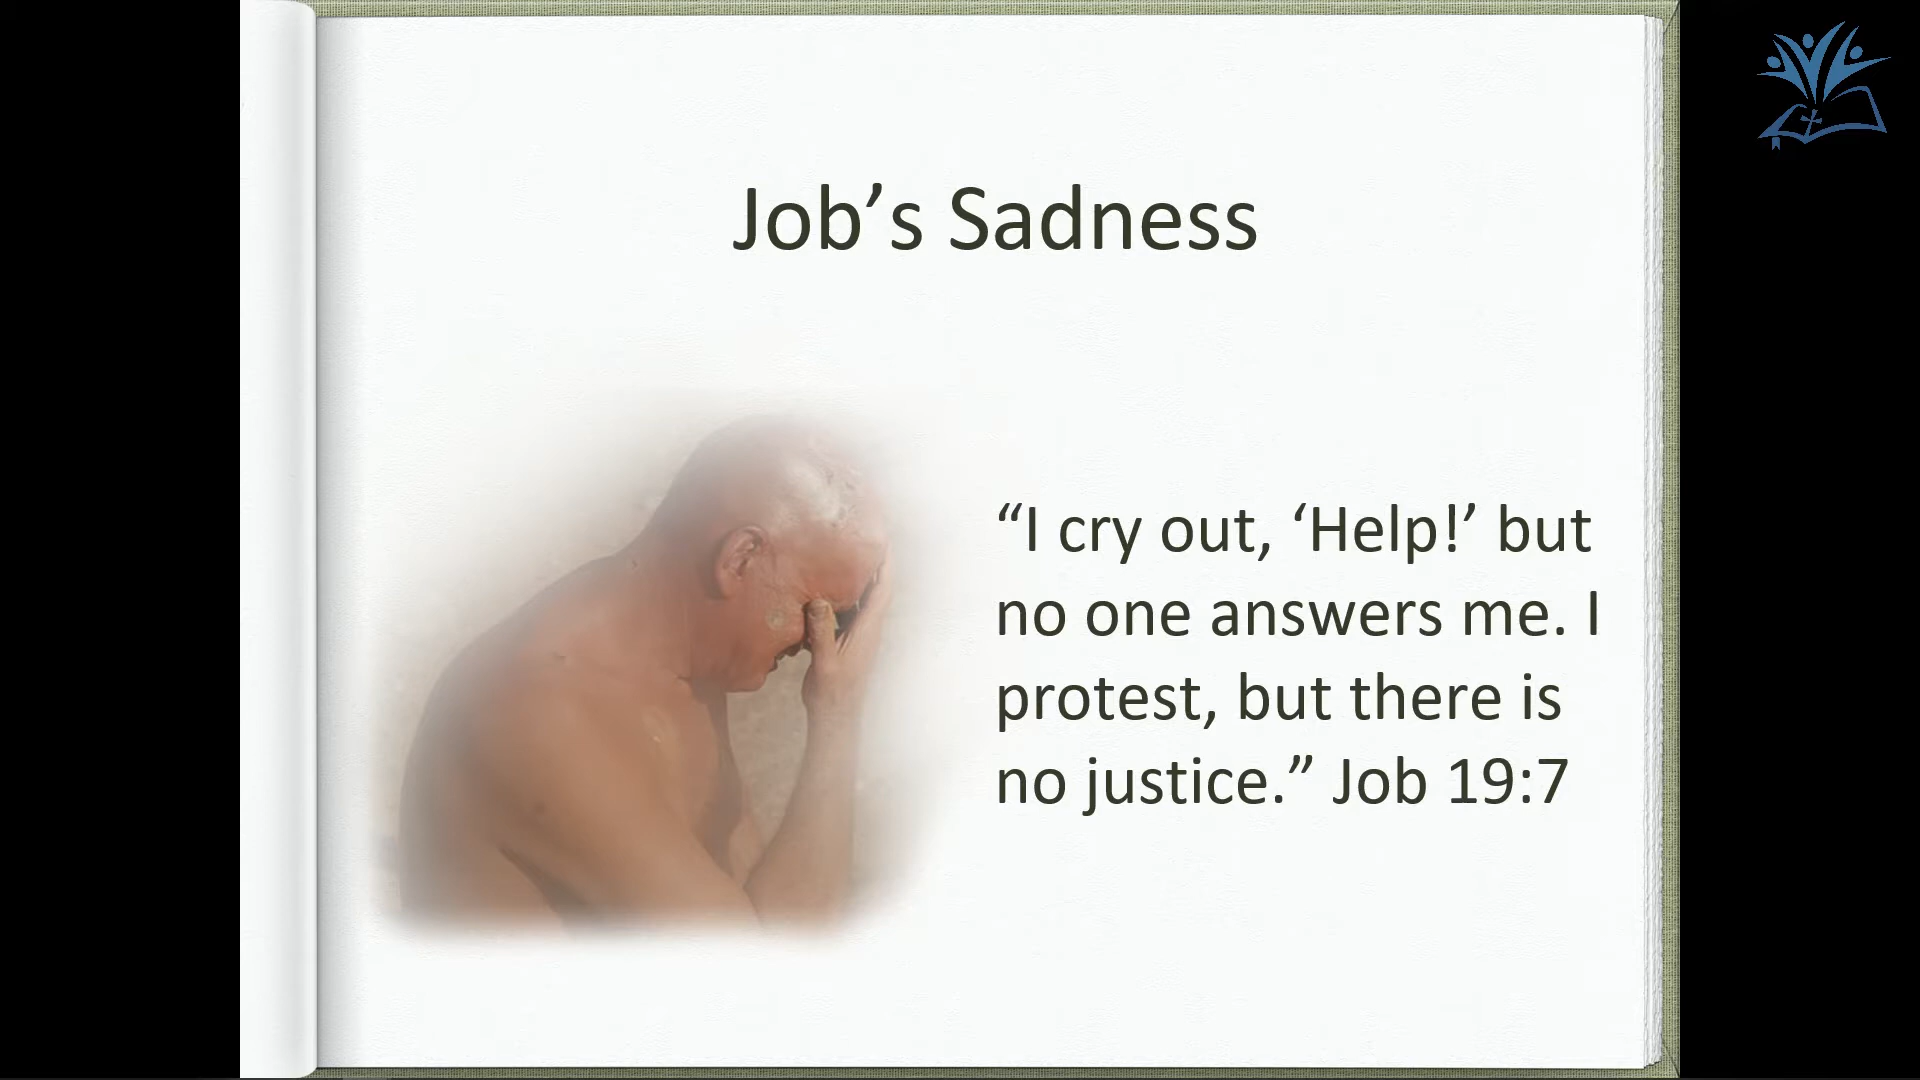 Job’s Sadness
“I cry out, ‘Help!’ but
no one answers me. I
protest, but there is
no justice.” Job 19:7